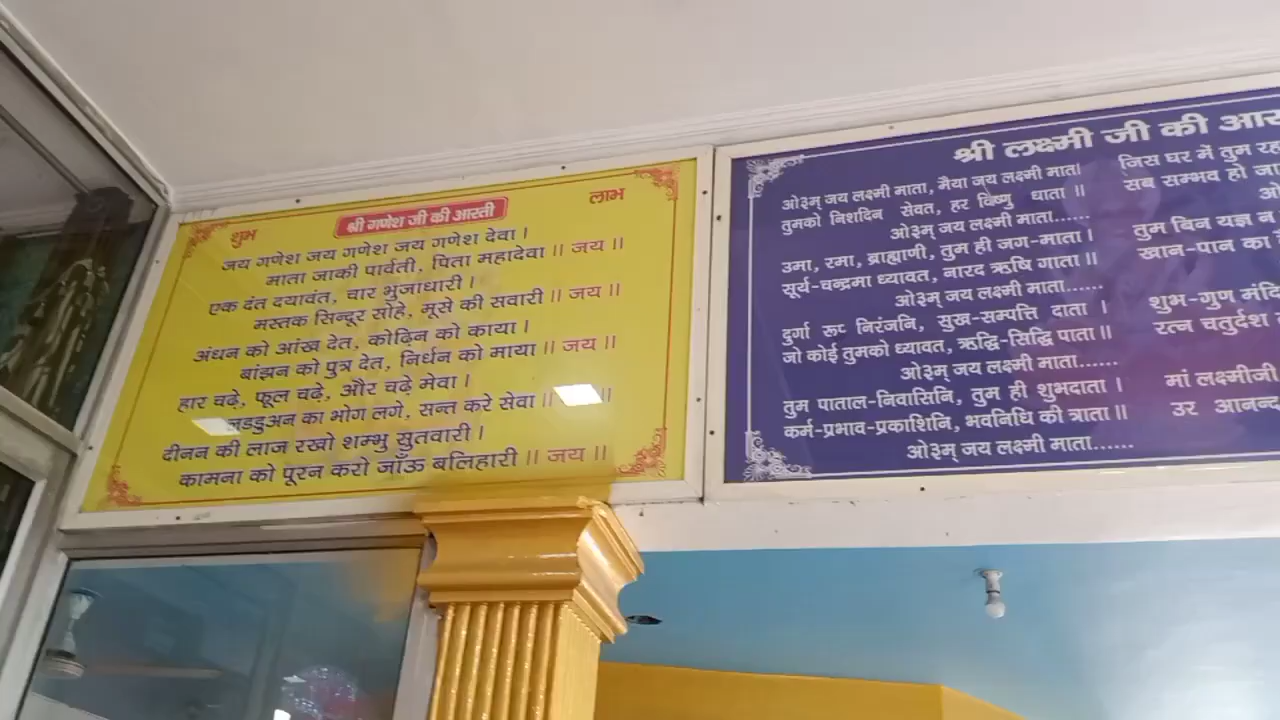 शुभ
लाभ
श्री गणेश जी की आरती
जय गणेश जय गणेश जय गणेश देवा ।
माता जाकी पार्वती, पिता महादेवा ॥ जय ॥
एक दंत दयावंत, चार भुजाधारी ।
मस्तक सिन्दूर सोहे, मूसे की सवारी ॥ जय ॥
अंधन को आंख देत, कोढ़िन को काया ।
बांझन को पुत्र देत, निर्धन को माया ॥ जय ॥
हार चढ़े, फूल चढ़े, और चढ़े मेवा ।
लडडुअन का भोग लगे, सन्त करे सेवा ॥ ॥
दीनन की लाज रखो शम्भु सुतवारी ।
कामना को पूरन करो जाँऊ बलिहारी ॥ जय ॥
श्री लक्ष्मी जी की
ओ३म् जय लक्ष्मी माता, मैया जय लक्ष्मी माता।
तुमको निशदिन सेवत, हर विष्णु धाता ॥
ओ३म् जय लक्ष्मी माता......
उमा, रमा, ब्राह्माणी, तुम ही जग-माता।
सूर्य-चन्द्रमा ध्यावत, नारद ऋषि गाता ॥
ओ३म् जय लक्ष्मी माता......
दुर्गा रूप निरंजनि, सुख-सम्पत्ति दाता ।
जो कोई तुमको ध्यावत, ऋद्धि-सिद्धि पाता ॥
ओ३म् जय लक्ष्मी माता......
तुम पाताल-निवासिनि, तुम ही शुभदाता ।
कर्म-प्रभाव-प्रकाशिनि, भवनिधि की त्राता ॥
ओ३म् जय लक्ष्मी माता......
जिस घर में तुम
सब सम्भव हो
तुम बिन यज्ञ न
खान-पान का
शुभ-गुण
रत्न चतुर्दश
मां लक्ष्मीजी
उर आनन्द